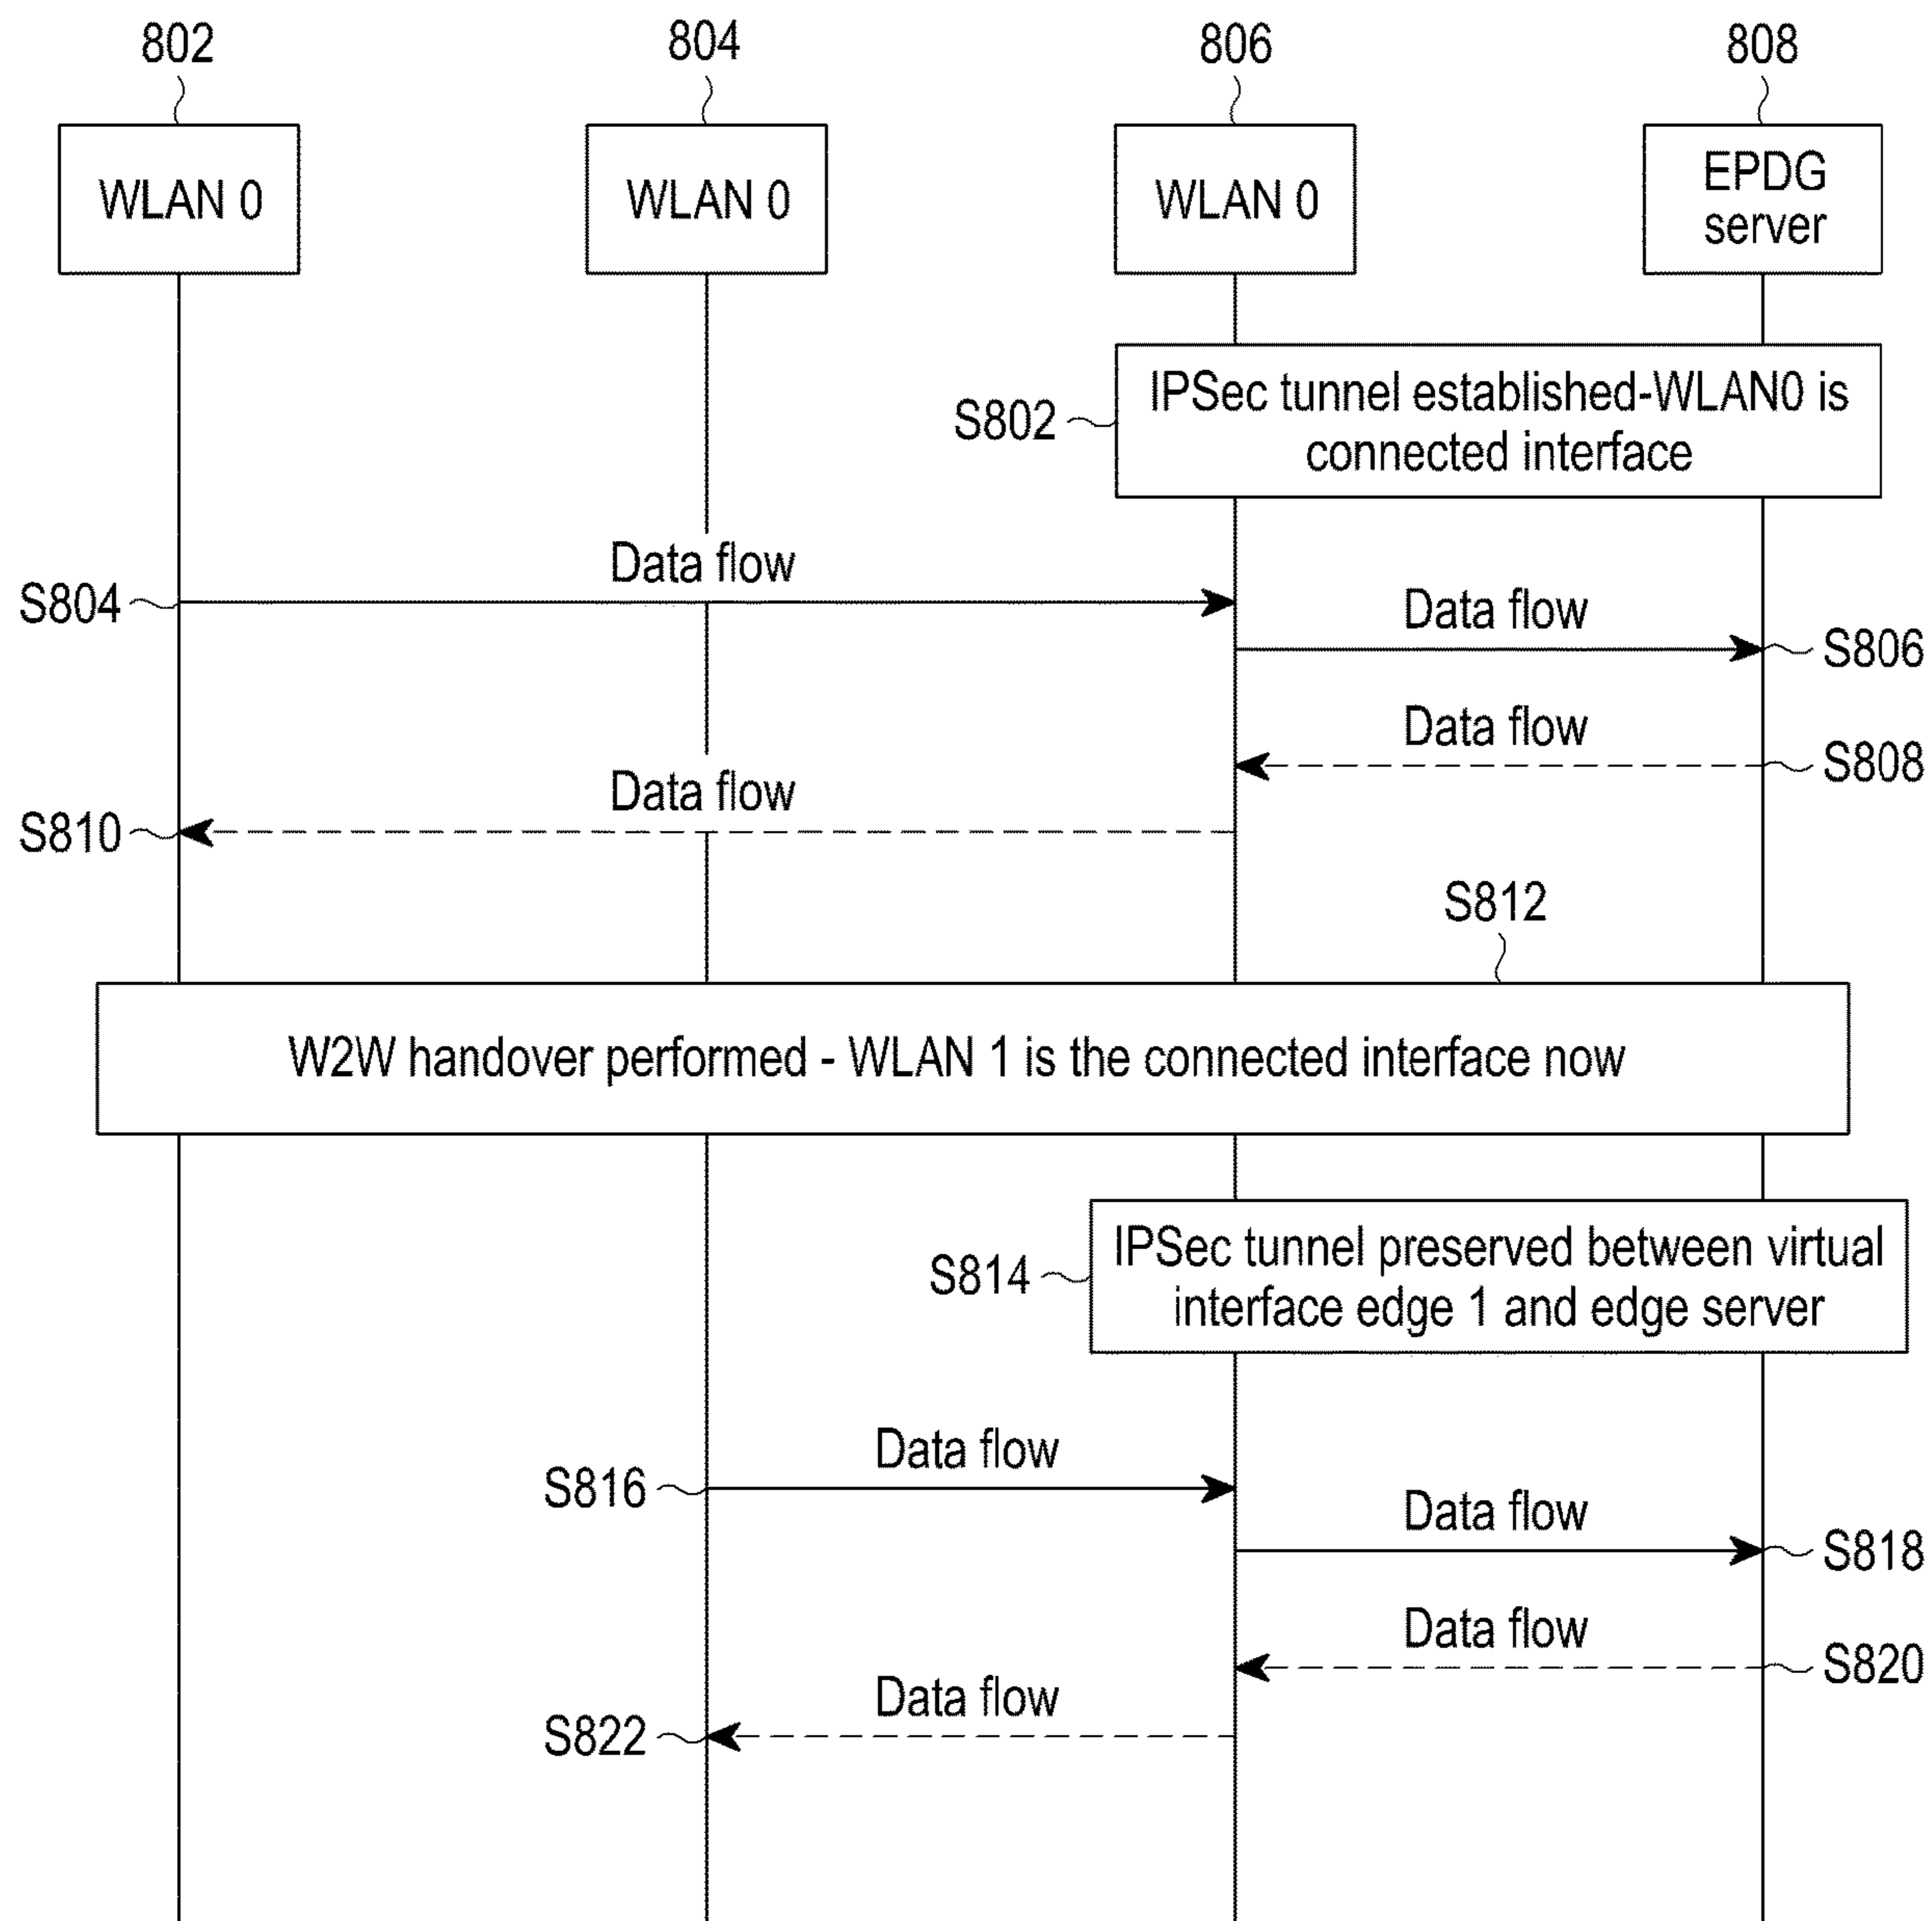 802
804
806
808
WLAN 0
WLAN 0
WLAN 0
EPDG
server
S802
IPSec tunnel established-WLAN0 is
connected interface
Data flow
S804
Data flow
S806
Data flow
S808
Data flow
S810
S812
W2W handover performed - WLAN 1 is the connected interface now
S814
IPSec tunnel preserved between virtual
interface edge 1 and edge server
Data flow
S816
Data flow
S818
Data flow
S820
Data flow
S822